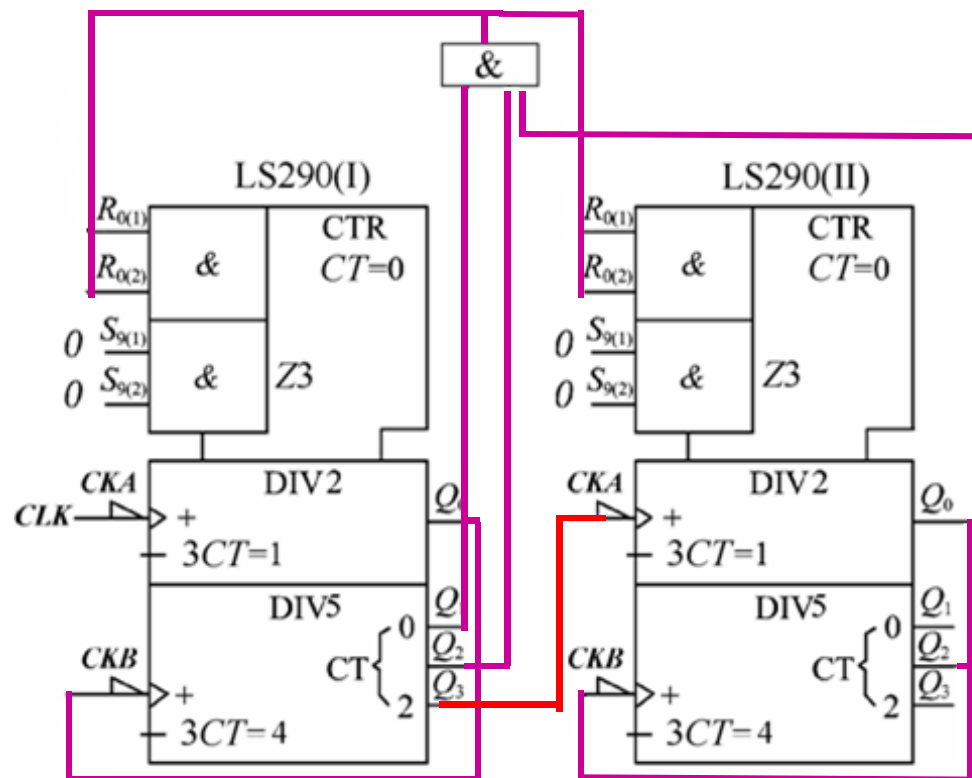 &
LS290(I)
LS290(II)
R0(1)
CTR
R0(1)
CTR
R0(2)
&
CT=0
R0(2)
&
CT=0
0 S9(1)
0 S9(1)
&
Z3
&
Z3
0 S9(2)
0 S9(2)
CKA
DIV2
CKA
DIV2
Q0
CLK
+
+
3CT=1
3CT=1
DIV5
Q
DIV5
Q1
0
0
CKB
CT
Q2
CKB
CT
Q2
+
Q3
+
Q3
2
2
3CT=4
3CT=4